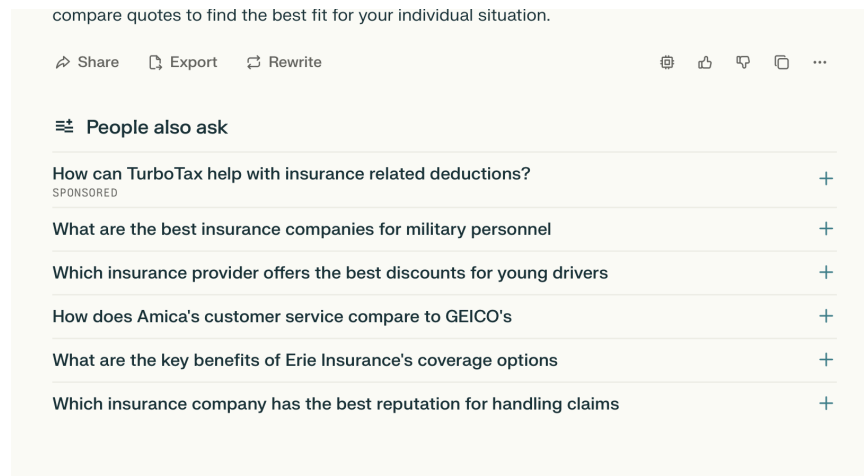 compare quotes to find the best fit for your individual situation.
Share Export Rewrite
People also ask
How can TurboTax help with insurance related deductions?
SPONSORED
What are the best insurance companies for military personnel
Which insurance provider offers the best discounts for young drivers
How does Amica's customer service compare to GEICO's
What are the key benefits of Erie Insurance's coverage options
Which insurance company has the best reputation for handling claims